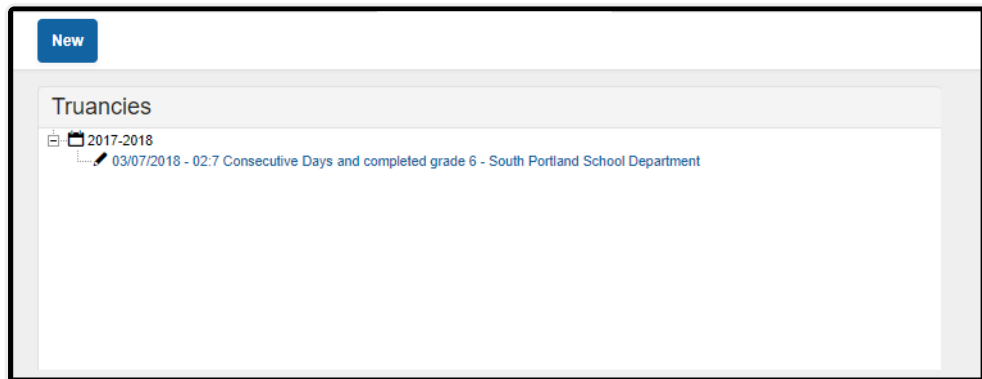 New
Truancies
2017-2018
03/07/2018 - 02:7 Consecutive Days and completed grade 6 - South Portland School Department